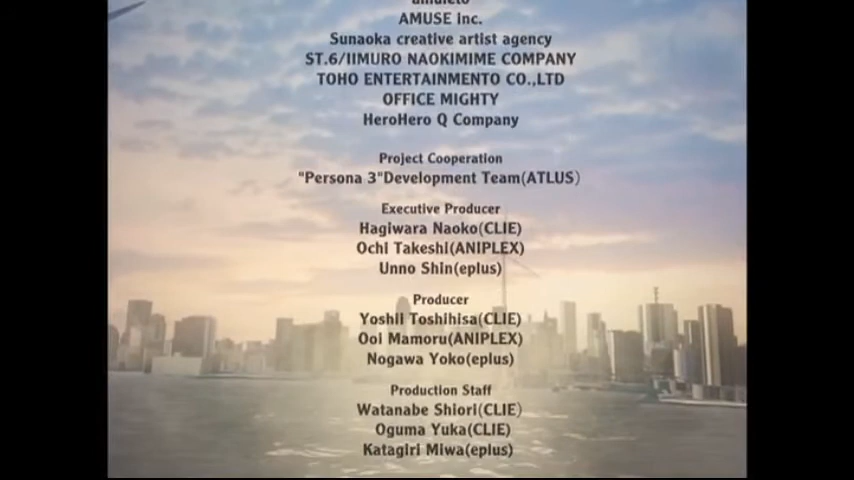 amuleto
AMUSE inc.
Sunaoka creative artist agency
ST.6/IIMURO NAOKIMIME COMPANY
TOHO ENTERTAINMENTO CO.,LTD
OFFICE MIGHTY
HeroHero Q Company
Project Cooperation
"Persona 3"Development Team(ATLUS)
Executive Producer
Hagiwara Naoko(CLIE)
Ochi Takeshi(ANIPLEX)
Unno Shin(eplus)
Producer
Yoshii Toshihisa(CLIE)
Ooi Mamoru(ANIPLEX)
Nogawa Yoko(eplus)
Production Staff
Watanabe Shiori(CLIE)
Oguma Yuka(CLIE)
Katagiri Miwa(eplus)